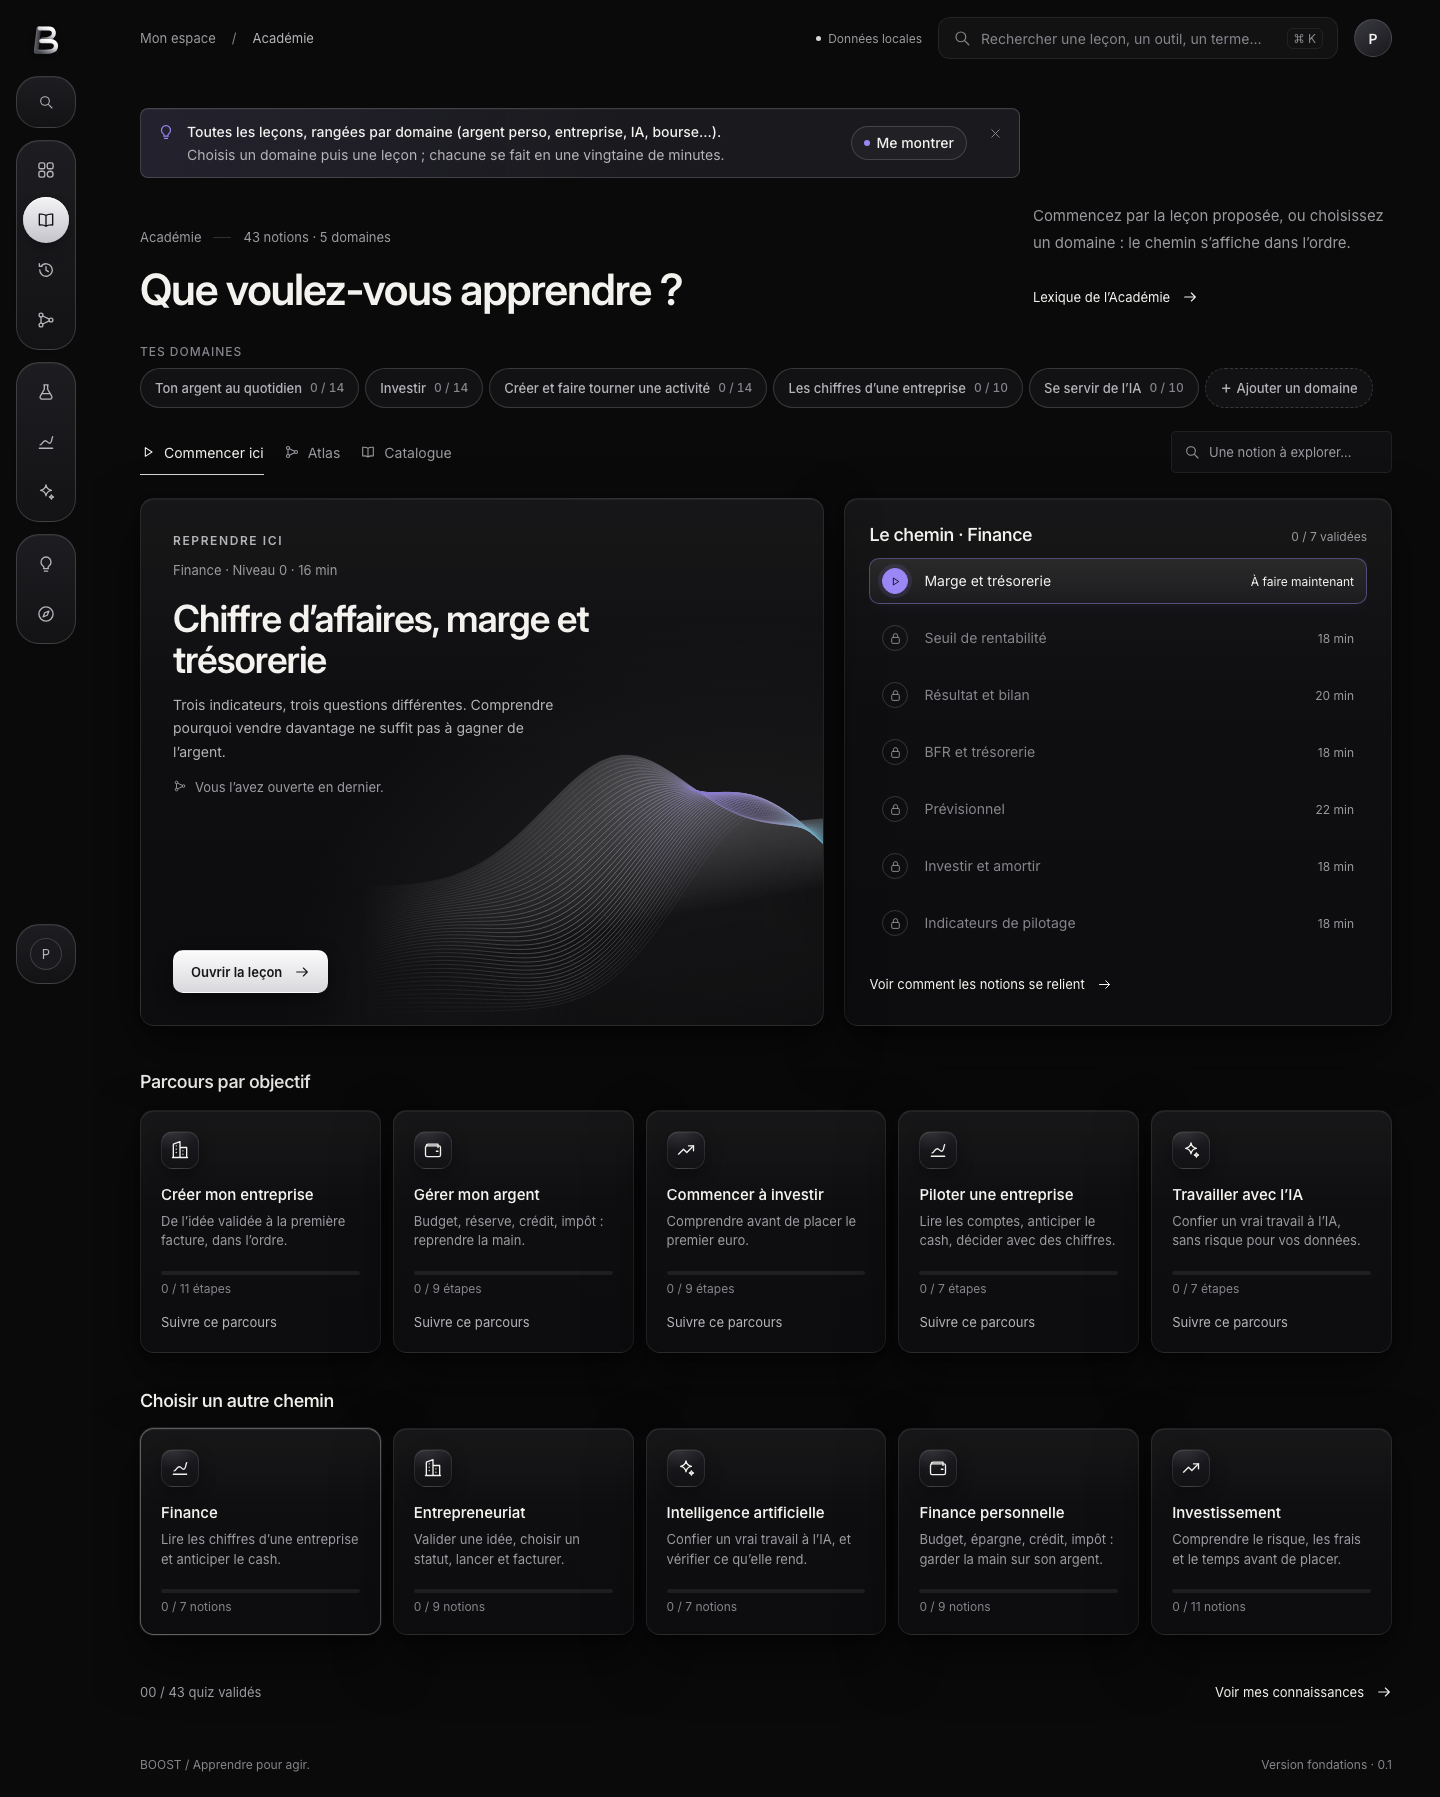 B
Mon espace / Académie
Données locales
Rechercher une leçon, un outil, un terme...
⌘ K
P
Toutes les leçons, rangées par domaine (argent perso, entreprise, IA, bourse…).
Choisis un domaine puis une leçon ; chacune se fait en une vingtaine de minutes.
Me montrer
Commencez par la leçon proposée, ou choisissez
un domaine : le chemin s’affiche dans l’ordre.
Académie — 43 notions · 5 domaines
Que voulez-vous apprendre ?
Lexique de l’Académie →
TES DOMAINES
Ton argent au quotidien 0 / 14
Investir 0 / 14
Créer et faire tourner une activité 0 / 14
Les chiffres d’une entreprise 0 / 10
Se servir de l’IA 0 / 10
+ Ajouter un domaine
Commencer ici
Atlas
Catalogue
Une notion à explorer...
REPRENDRE ICI
Finance · Niveau 0 · 16 min
Chiffre d’affaires, marge et
trésorerie
Trois indicateurs, trois questions différentes. Comprendre
pourquoi vendre davantage ne suffit pas à gagner de
l’argent.
Vous l’avez ouverte en dernier.
Ouvrir la leçon →
Le chemin · Finance
0 / 7 validées
Marge et trésorerie
À faire maintenant
Seuil de rentabilité
18 min
Résultat et bilan
20 min
BFR et trésorerie
18 min
Prévisionnel
22 min
Investir et amortir
18 min
Indicateurs de pilotage
18 min
Voir comment les notions se relient →
P
Parcours par objectif
Créer mon entreprise
De l’idée validée à la première
facture, dans l’ordre.
0 / 11 étapes
Suivre ce parcours
Gérer mon argent
Budget, réserve, crédit, impôt :
reprendre la main.
0 / 9 étapes
Suivre ce parcours
Commencer à investir
Comprendre avant de placer le
premier euro.
0 / 9 étapes
Suivre ce parcours
Piloter une entreprise
Lire les comptes, anticiper le
cash, décider avec des chiffres.
0 / 7 étapes
Suivre ce parcours
Travailler avec l’IA
Confier un vrai travail à l’IA,
sans risque pour vos données.
0 / 7 étapes
Suivre ce parcours
Choisir un autre chemin
Finance
Lire les chiffres d’une entreprise
et anticiper le cash.
0 / 7 notions
Entrepreneuriat
Valider une idée, choisir un
statut, lancer et facturer.
0 / 9 notions
Intelligence artificielle
Confier un vrai travail à l’IA, et
vérifier ce qu’elle rend.
0 / 7 notions
Finance personnelle
Budget, épargne, crédit, impôt :
garder la main sur son argent.
0 / 9 notions
Investissement
Comprendre le risque, les frais
et le temps avant de placer.
0 / 11 notions
00 / 43 quiz validés
Voir mes connaissances →
BOOST / Apprendre pour agir.
Version fondations · 0.1